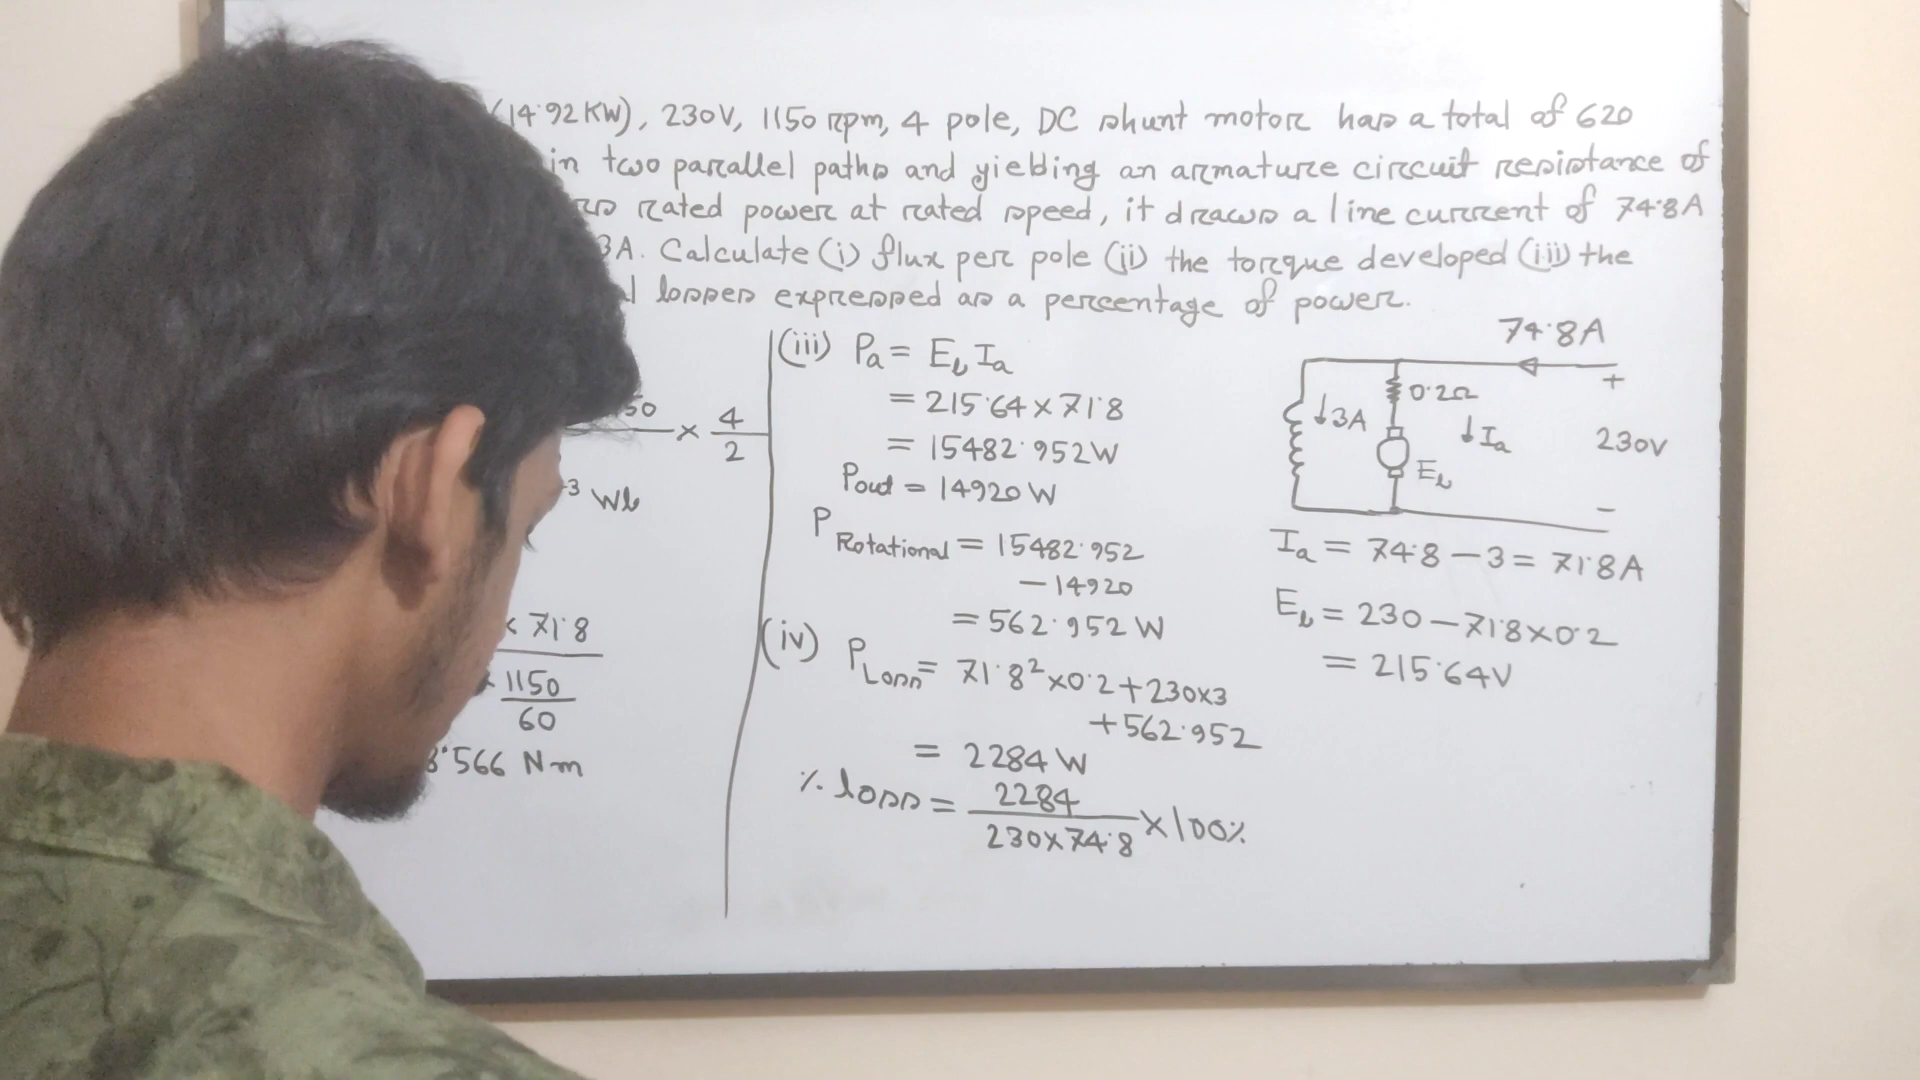 (14.92 KW), 230V, 1150 rpm, 4 pole, DC shunt motor has a total of 620
in two parallel paths and yielding an armature circuit resistance of
rated power at rated speed, it draws a line current of 74.8A
3A. Calculate (i) flux per pole (ii) the torque developed (iii) the
losses expressed as a percentage of power.
50 × 4/2
-3 Wb
× 71.8
× 1150/60
3.566 Nm
(iii) Pa = Eb Ia
= 215.64 × 71.8
= 15482.952W
Pout = 14920 W
P Rotational = 15482.952
- 14920
= 562.952 W
(iv) PLoss = 71.8² × 0.2 + 230×3
+ 562.952
= 2284 W
% loss = 2284/230×74.8 × 100%
74.8A
+
0.2Ω
↓3A
↓Ia
230V
Eb
-
Ia = 74.8 - 3 = 71.8A
Eb = 230 - 71.8×0.2
= 215.64V